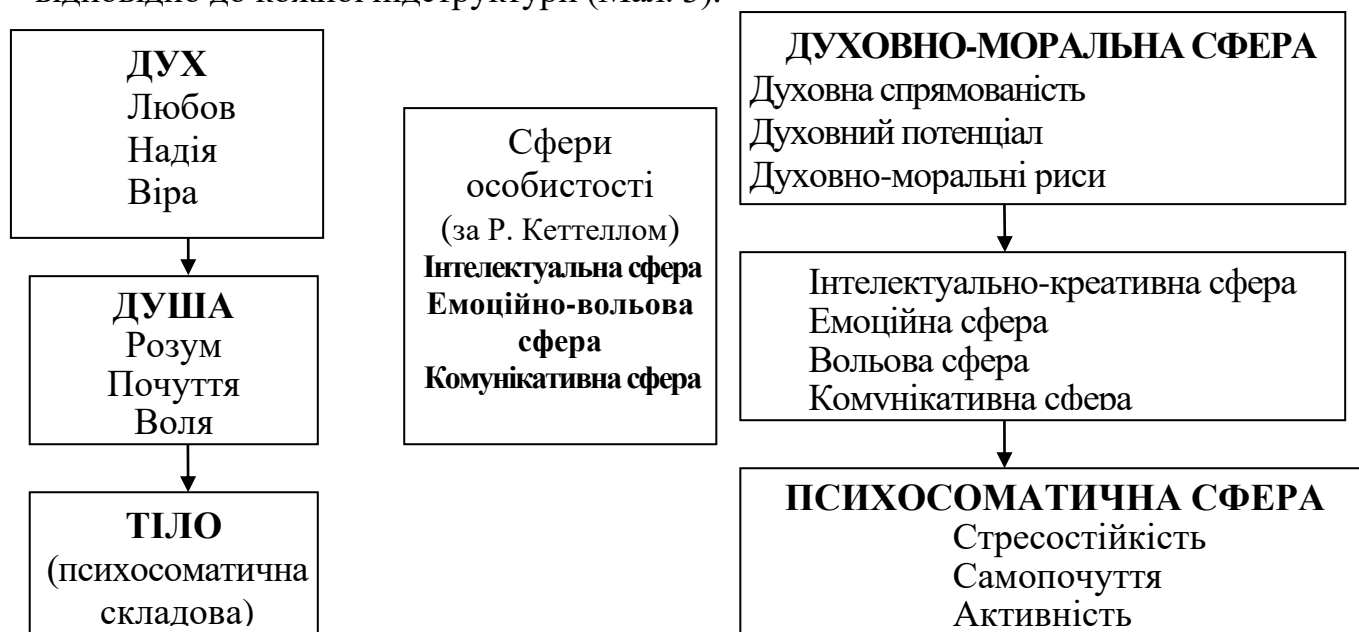 відповідно до кожної підструктури (Мал. 3).
ДУХ
Любов
Надія
Віра
ДУША
Розум
Почуття
Воля
ТІЛО
(психосоматична
складова)
Сфери
особистості
(за Р. Кеттеллом)
Інтелектуальна сфера
Емоційно-вольова
сфера
Комунікативна сфера
ДУХОВНО-МОРАЛЬНА СФЕРА
Духовна спрямованість
Духовний потенціал
Духовно-моральні риси
Інтелектуально-креативна сфера
Емоційна сфера
Вольова сфера
Комунікативна сфера
ПСИХОСОМАТИЧНА СФЕРА
Стресостійкість
Самопочуття
Активність